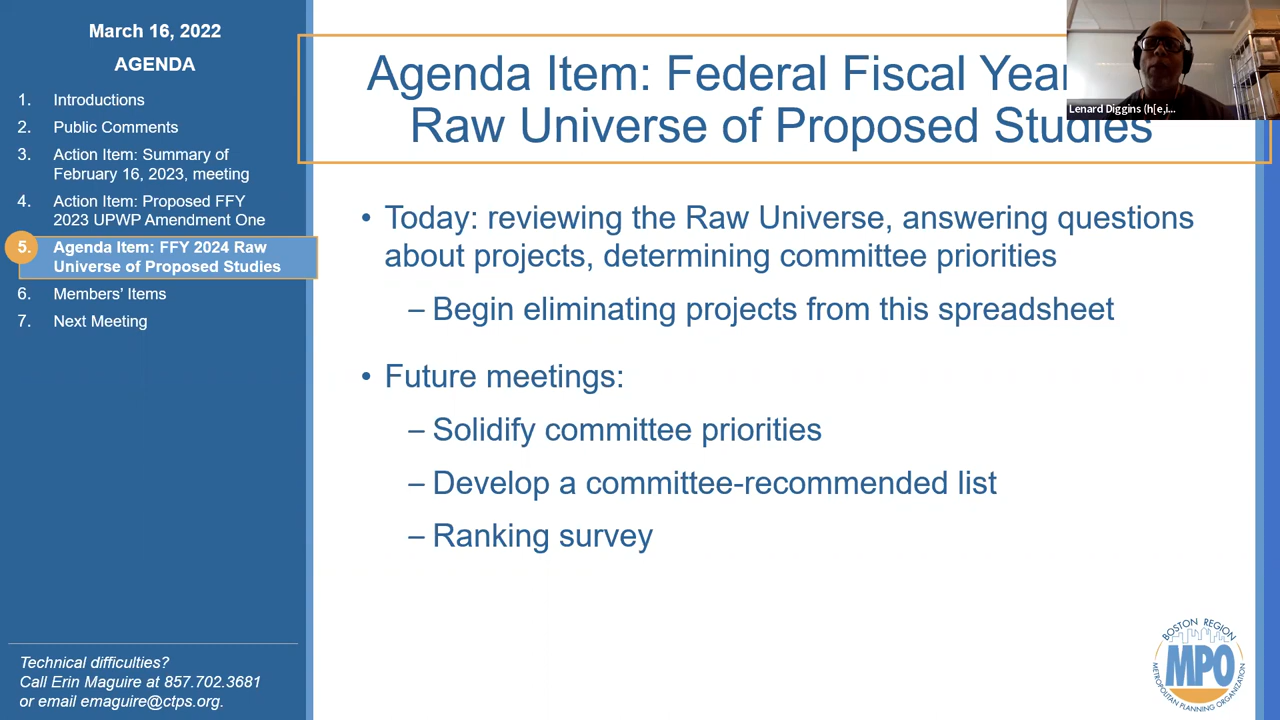 March 16, 2022
AGENDA
1. Introductions
2. Public Comments
3. Action Item: Summary of
February 16, 2023, meeting
4. Action Item: Proposed FFY
2023 UPWP Amendment One
5. Agenda Item: FFY 2024 Raw
Universe of Proposed Studies
6. Members’ Items
7. Next Meeting
Technical difficulties?
Call Erin Maguire at 857.702.3681
or email emaguire@ctps.org.
Agenda Item: Federal Fiscal Year
Raw Universe of Proposed Studies
• Today: reviewing the Raw Universe, answering questions
about projects, determining committee priorities
– Begin eliminating projects from this spreadsheet
• Future meetings:
– Solidify committee priorities
– Develop a committee-recommended list
– Ranking survey
Lenard Diggins (h[e,i...
BOSTON REGION
MPO
METROPOLITAN PLANNING ORGANIZATION